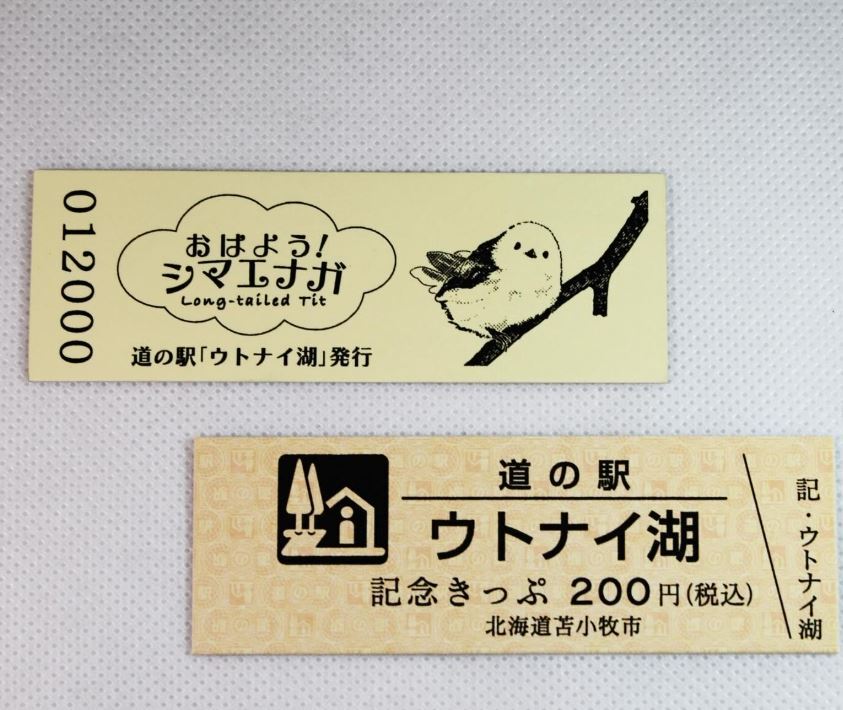 012000
おはよう!
シマエナガ
Long-tailed Tit
道の駅「ウトナイ湖」発行
道の駅
ウトナイ湖
記念きっぷ 200円(税込)
北海道苫小牧市
記・ウトナイ湖